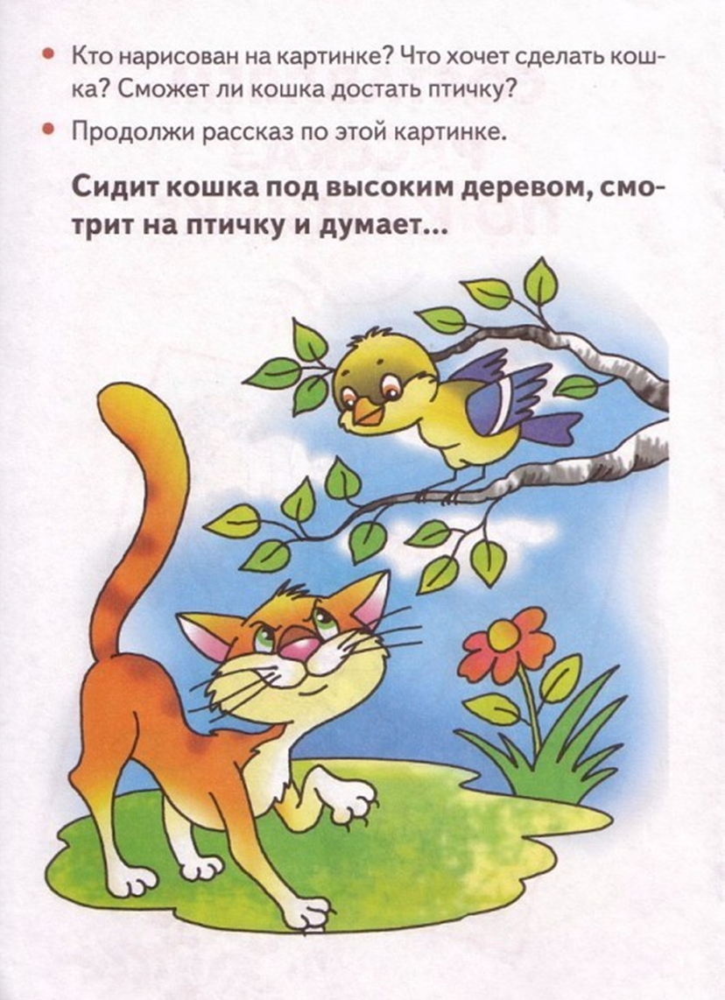 • Кто нарисован на картинке? Что хочет сделать кош-
ка? Сможет ли кошка достать птичку?
• Продолжи рассказ по этой картинке.
Сидит кошка под высоким деревом, смо-
трит на птичку и думает...